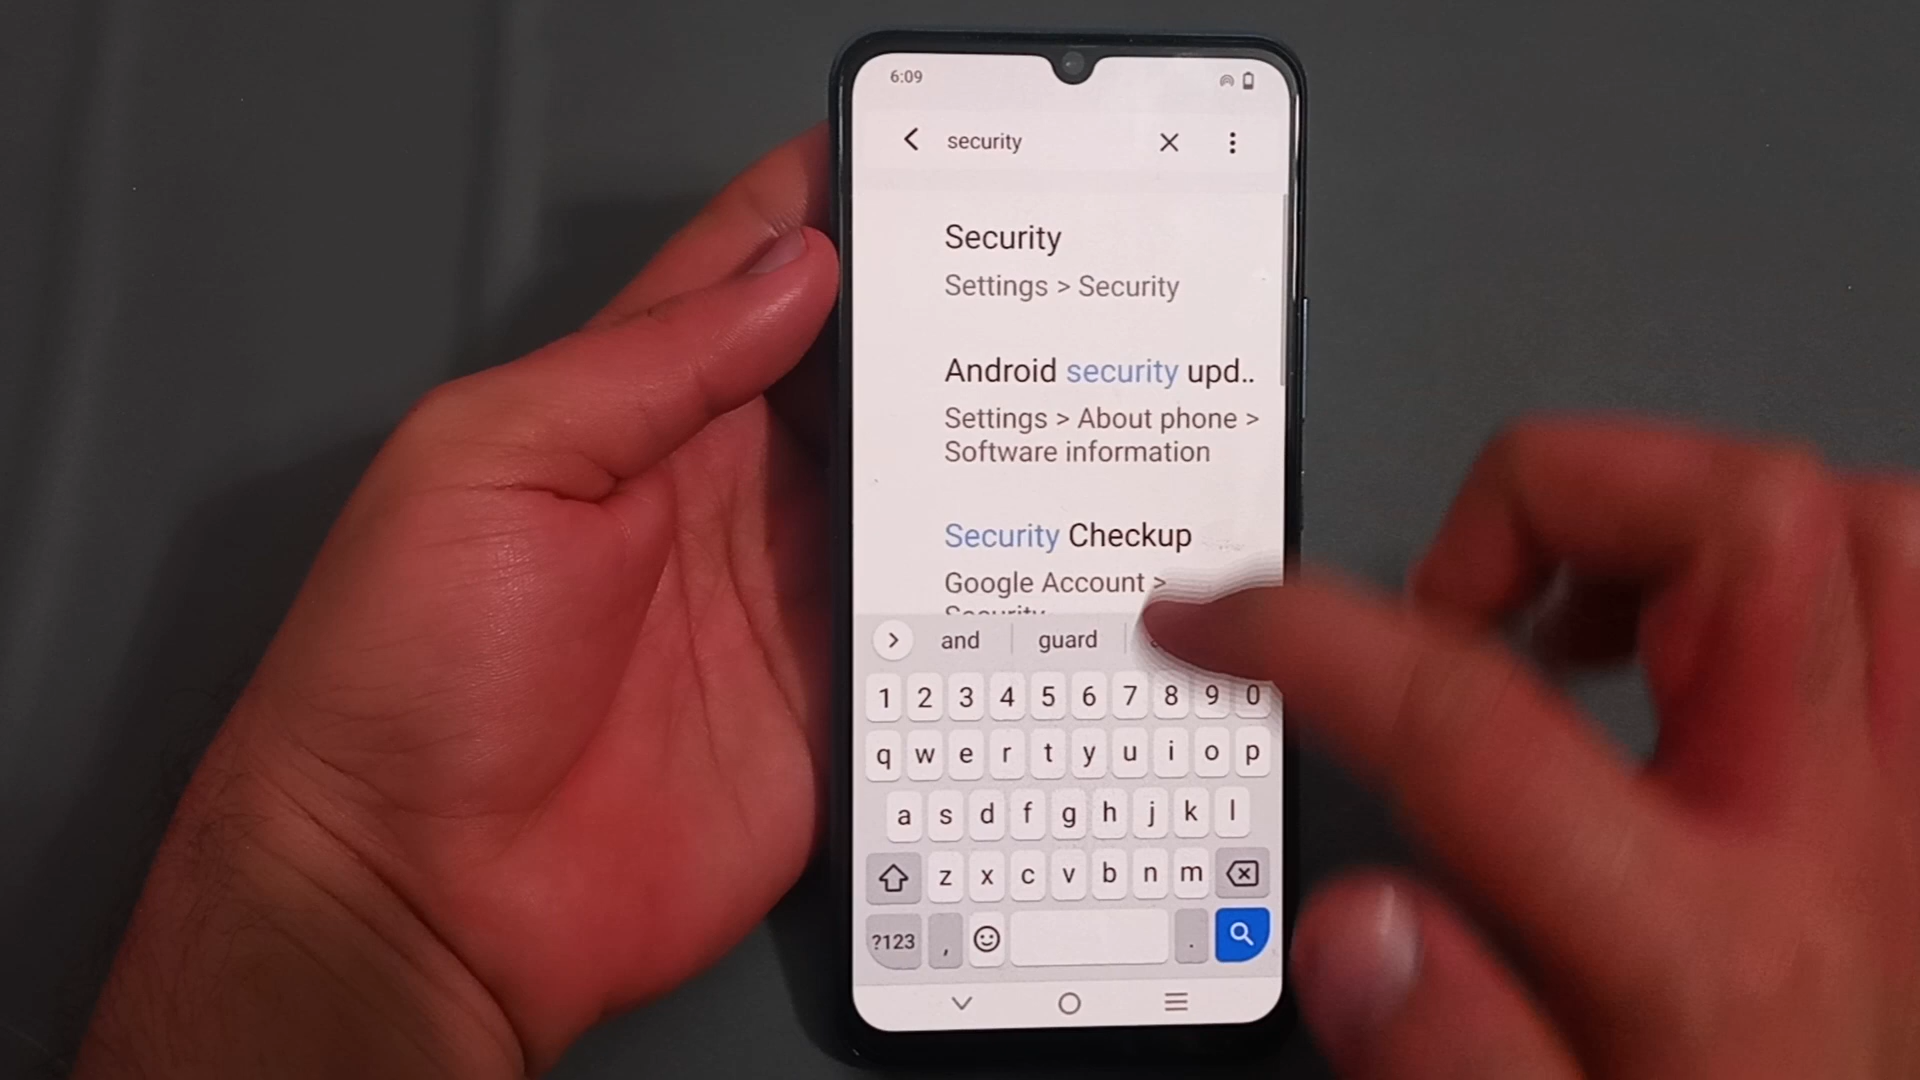 6:09
security
Security
Settings > Security
Android security upd..
Settings > About phone >
Software information
Security Checkup
Google Account >
Security
and guard
1 2 3 4 5 6 7 8 9 0
q w e r t y u i o p
a s d f g h j k l
z x c v b n m
?123 , .